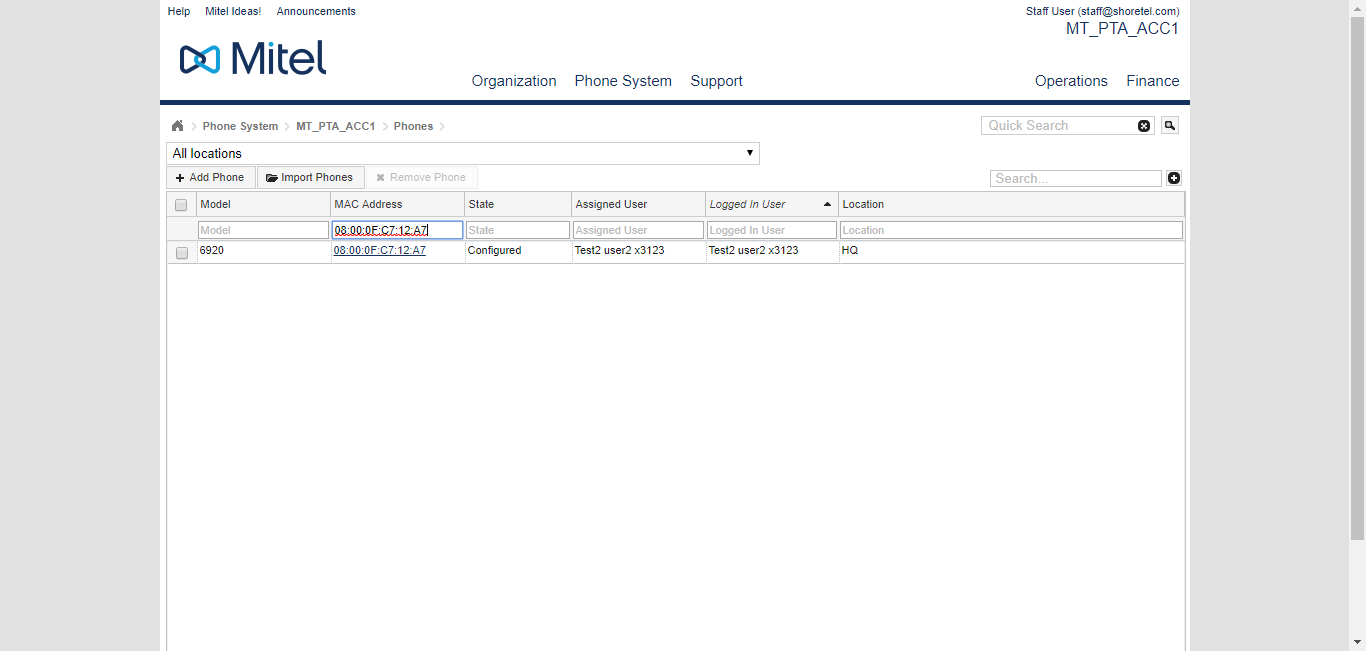 Help Mitel Ideas! Announcements Staff User (staff@shoretel.com)
MT_PTA_ACC1
Mitel
Organization Phone System Support Operations Finance
Phone System MT_PTA_ACC1 Phones Quick Search
All locations
Add Phone Import Phones Remove Phone Search...
Model MAC Address State Assigned User Logged In User Location
Model 08:00:0F:C7:12:A7 State Assigned User Logged In User Location
6920 08:00:0F:C7:12:A7 Configured Test2 user2 x3123 Test2 user2 x3123 HQ